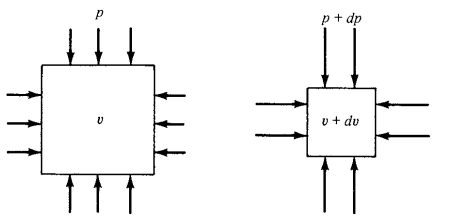 p
v
p + dp
v + dv